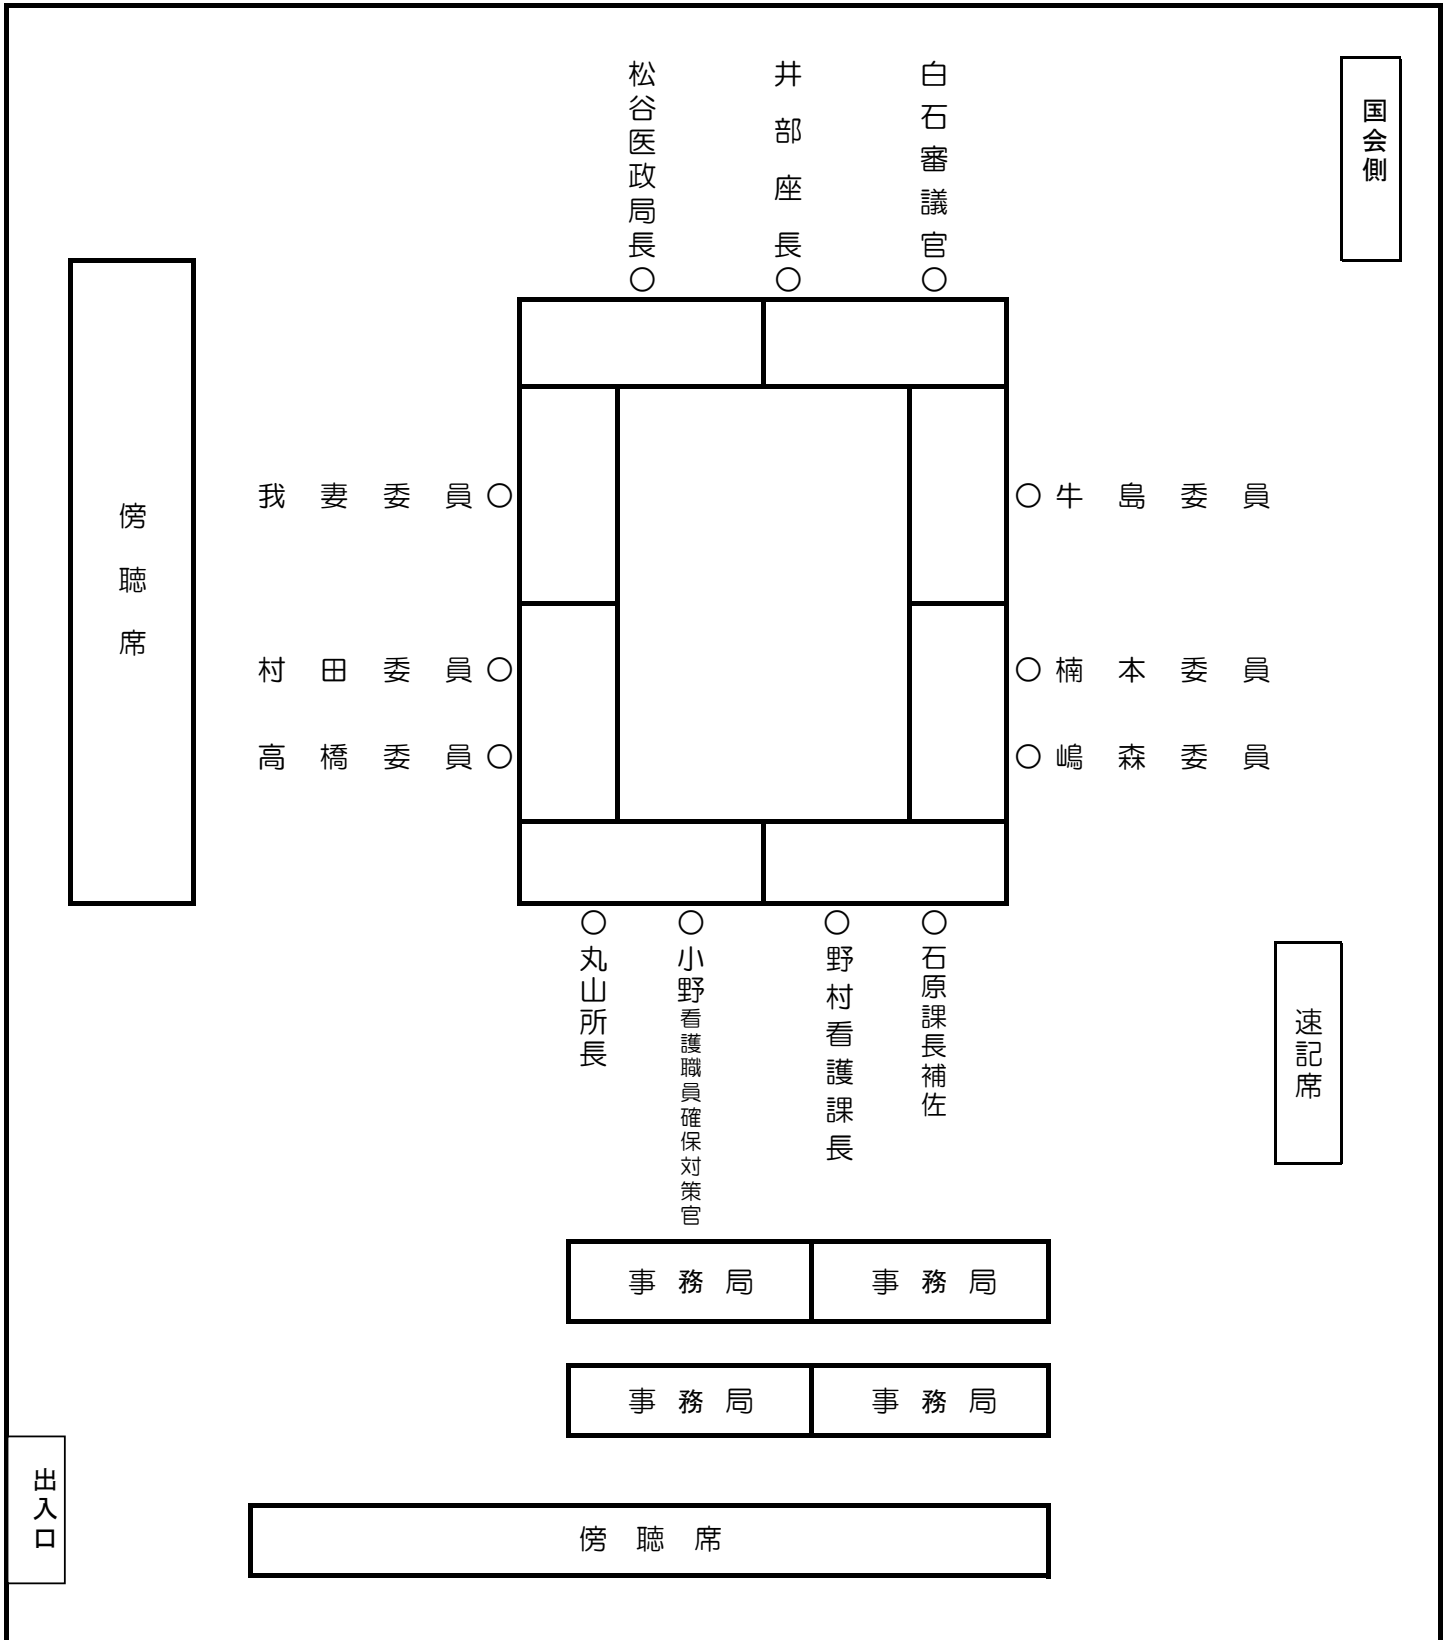 松谷医政局長○
井部座長○
白石審議官○
国会側
傍聴席
我妻委員○
○牛島委員
村田委員○
○楠本委員
高橋委員○
○嶋森委員
○丸山所長
○小野看護職員確保対策官
○野村看護課長
○石原課長補佐
速記席
事務局
事務局
事務局
事務局
出入口
傍聴席